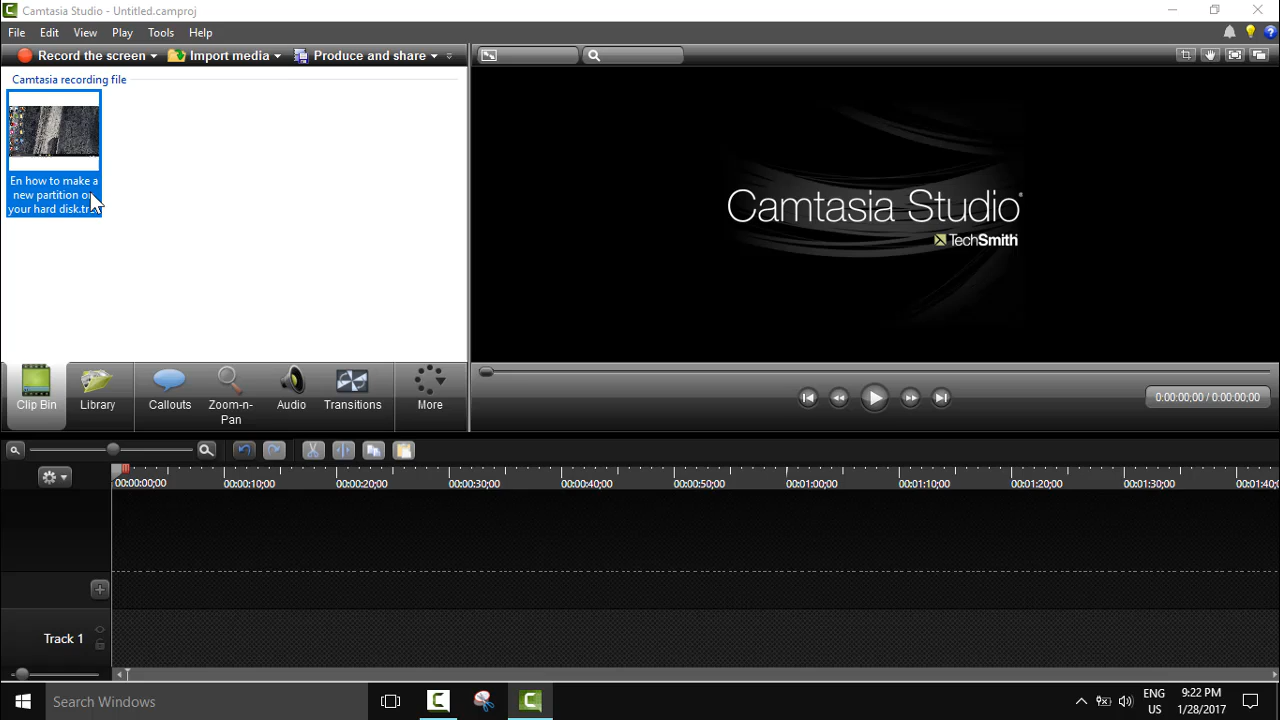 Camtasia Studio - Untitled.camproj
File Edit View Play Tools Help
Record the screen Import media Produce and share
Camtasia recording file
En how to make a
new partition o
your hard disk.tr
Camtasia Studio®
TechSmith
Clip Bin Library Callouts Zoom-n-Pan Audio Transitions More
0:00:00;00 / 0:00:00;00
00:00:00;00 00:00:10;00 00:00:20;00 00:00:30;00 00:00:40;00 00:00:50;00 00:01:00;00 00:01:10;00 00:01:20;00 00:01:30;00 00:01:40;0
Track 1
Search Windows
ENG 9:22 PM
US 1/28/2017